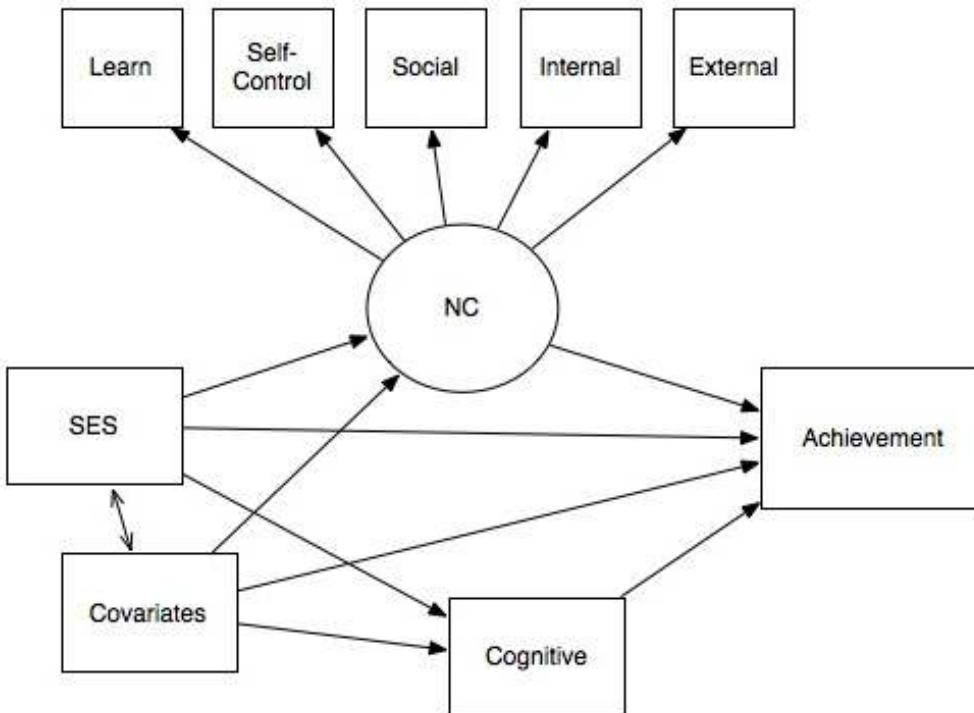 Learn
Self-
Control
Social
Internal
External
NC
SES
Achievement
Covariates
Cognitive